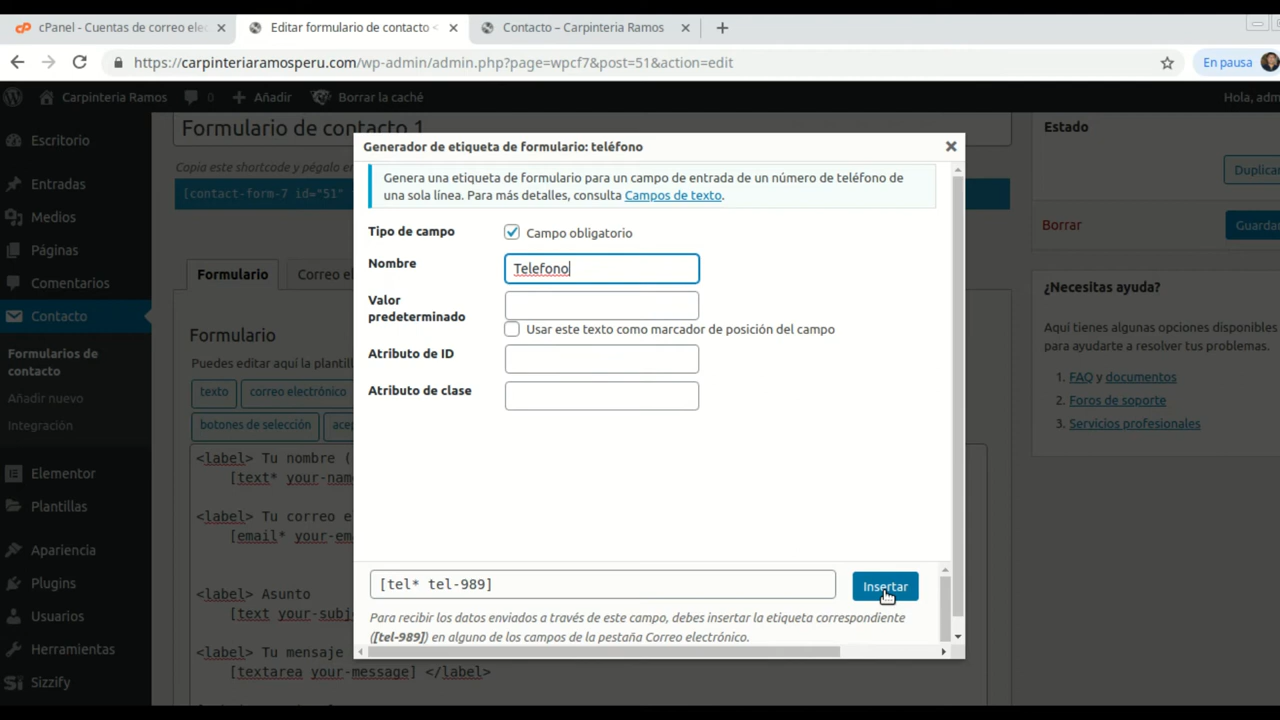 cPanel - Cuentas de correo elec
Editar formulario de contacto <
Contacto – Carpinteria Ramos
https://carpinteriaramosperu.com/wp-admin/admin.php?page=wpcf7&post=51&action=edit
En pausa
Carpinteria Ramos
0
Añadir
Borrar la caché
Hola, adm
Escritorio
Entradas
Medios
Páginas
Comentarios
Contacto
Formularios de
contacto
Añadir nuevo
Integración
Elementor
Plantillas
Apariencia
Plugins
Usuarios
Herramientas
Sizzify
Formulario de contacto 1
Copia este shortcode y pégalo en
[contact-form-7 id="51"
Formulario
Correo el
Formulario
Puedes editar aquí la plantill
texto
correo electrónico
botones de selección
acep
<label> Tu nombre (
[text* your-nam
<label> Tu correo e
[email* your-ema
<label> Asunto
[text your-subj
<label> Tu mensaje
[textarea your-message] </label>
Generador de etiqueta de formulario: teléfono
Genera una etiqueta de formulario para un campo de entrada de un número de teléfono de
una sola línea. Para más detalles, consulta Campos de texto.
Tipo de campo
Campo obligatorio
Nombre
Telefono
Valor
predeterminado
Usar este texto como marcador de posición del campo
Atributo de ID
Atributo de clase
[tel* tel-989]
Insertar
Para recibir los datos enviados a través de este campo, debes insertar la etiqueta correspondiente
([tel-989]) en alguno de los campos de la pestaña Correo electrónico.
Estado
Duplicar
Borrar
Guardar
¿Necesitas ayuda?
Aquí tienes algunas opciones disponibles
para ayudarte a resolver tus problemas.
1. FAQ y documentos
2. Foros de soporte
3. Servicios profesionales